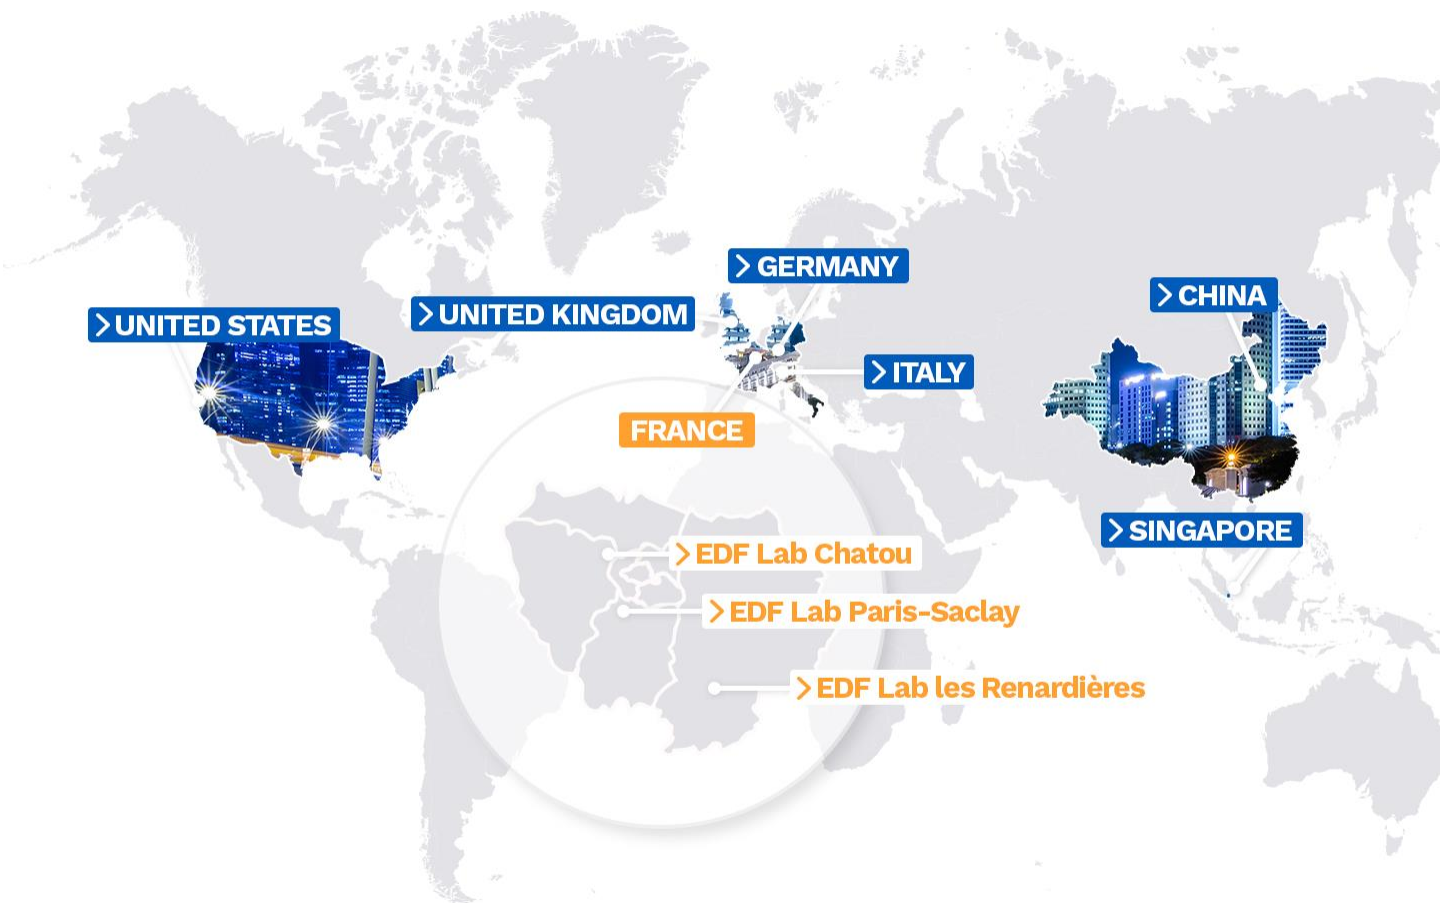 > GERMANY
> CHINA
> UNITED STATES
> UNITED KINGDOM
> ITALY
FRANCE
> SINGAPORE
> EDF Lab Chatou
> EDF Lab Paris-Saclay
> EDF Lab les Renardières